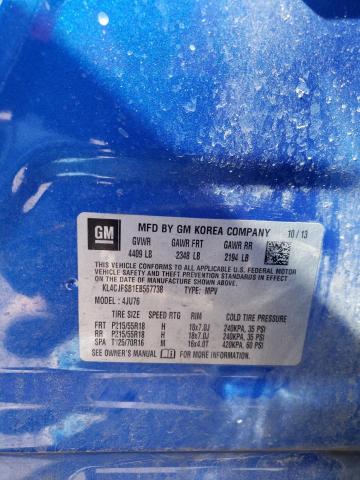 GM
MFD BY GM KOREA COMPANY 10/13
GVWR GAWR FRT GAWR RR
4409 LB 2348 LB 2194 LB
THIS VEHICLE CONFORMS TO ALL APPLICABLE U.S. FEDERAL MOTOR
VEHICLE SAFETY AND THEFT PREVENTION STANDARDS IN EFFECT
ON THE DATE OF MANUFACTURE SHOWN ABOVE.
KL4CJFSB1EB567738 TYPE: MPV
MODEL : 4JU76
TIRE SIZE SPEED RTG RIM COLD TIRE PRESSURE
FRT P215/55R18 H 18x7.0J 240KPA, 35 PSI
RR P215/55R18 H 18x7.0J 240KPA, 35 PSI
SPA T125/70R16 M 16x4.0T 420KPA, 60 PSI
SEE OWNER'S MANUAL FOR ADDITIONAL INFORMATION.